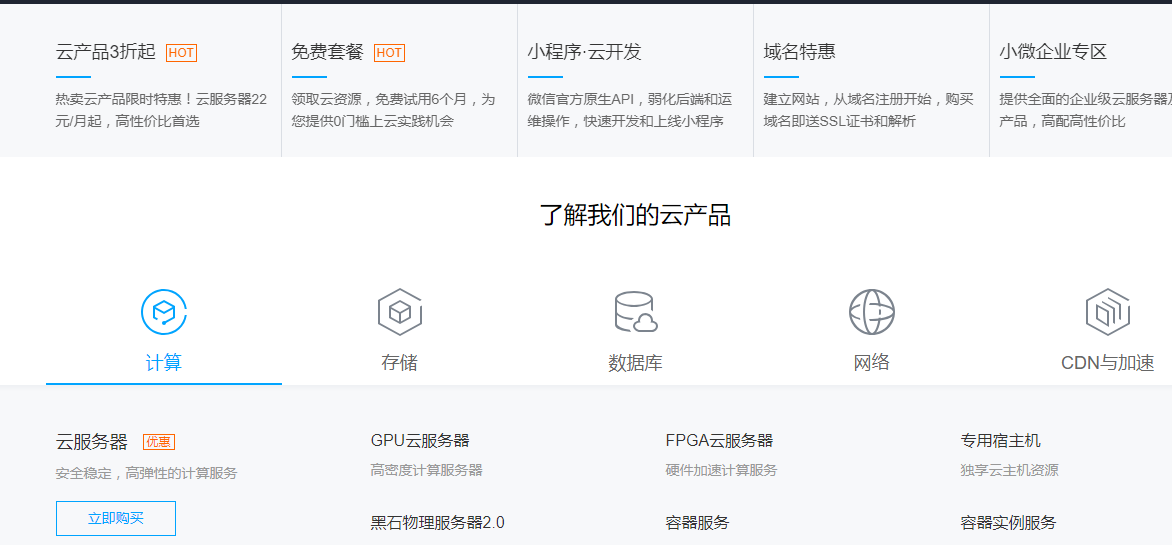 云产品3折起 HOT
热卖云产品限时特惠！云服务器22
元/月起，高性价比首选
免费套餐 HOT
领取云资源，免费试用6个月，为
您提供0门槛上云实践机会
小程序·云开发
微信官方原生API，弱化后端和运
维操作，快速开发和上线小程序
域名特惠
建立网站，从域名注册开始，购买
域名即送SSL证书和解析
小微企业专区
提供全面的企业级云服务器及
产品，高配高性价比
了解我们的云产品
计算
存储
数据库
网络
CDN与加速
云服务器 优惠
安全稳定，高弹性的计算服务
立即购买
GPU云服务器
高密度计算服务器
FPGA云服务器
硬件加速计算服务
专用宿主机
独享云主机资源
黑石物理服务器2.0
容器服务
容器实例服务